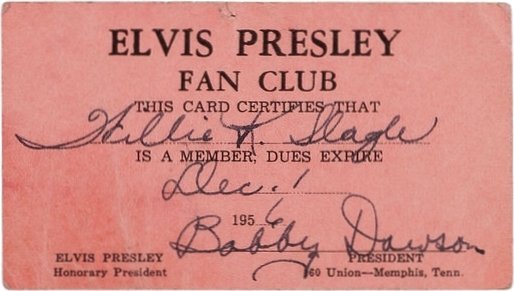 ELVIS PRESLEY
FAN CLUB
THIS CARD CERTIFIES THAT
Willie K. Slagle
IS A MEMBER; DUES EXPIRE
Dec. 1
1956
Bobby Dawson
ELVIS PRESLEY PRESIDENT
Honorary President 160 Union—Memphis, Tenn.